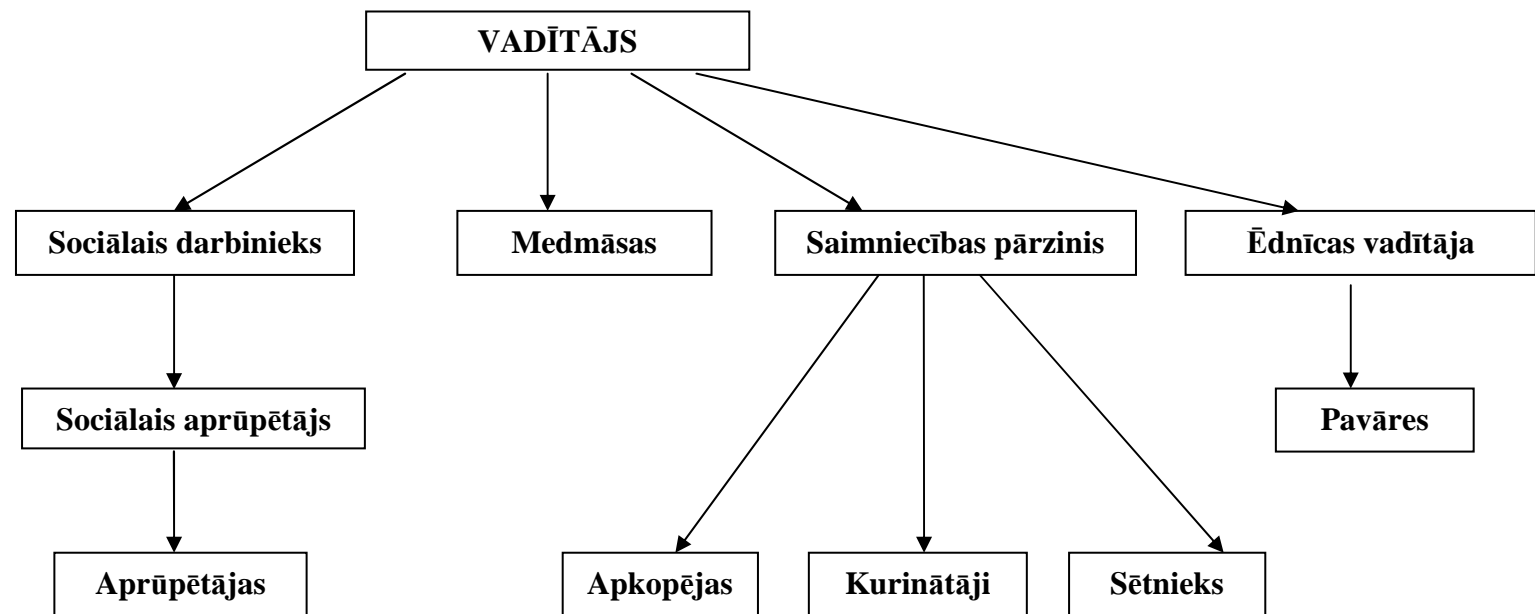 VADĪTĀJS
Sociālais darbinieks
Medmāsas
Saimniecības pārzinis
Ēdnīcas vadītāja
Sociālais aprūpētājs
Pavāres
Aprūpētājas
Apkopējas
Kurinātāji
Sētnieks